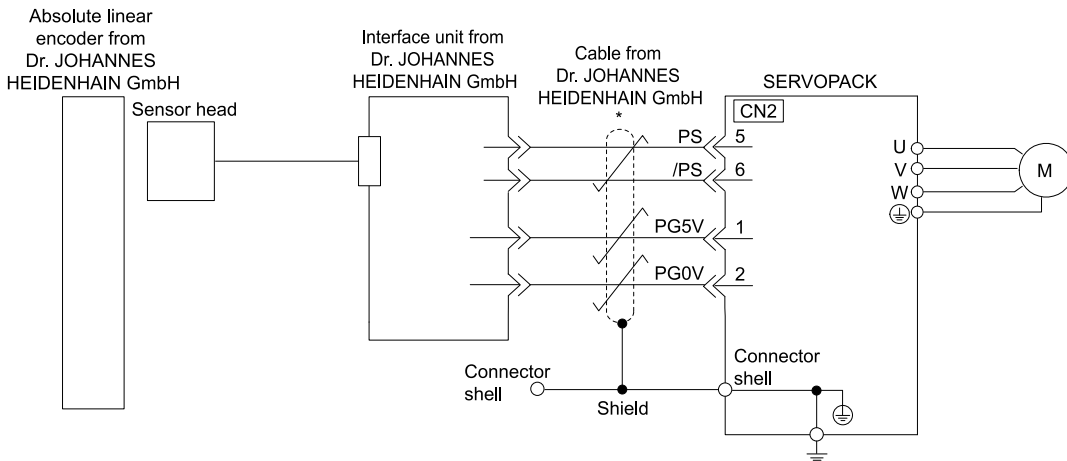 Absolute linear
encoder from
Dr. JOHANNES
HEIDENHAIN GmbH
Sensor head
Interface unit from
Dr. JOHANNES
HEIDENHAIN GmbH
Cable from
Dr. JOHANNES
HEIDENHAIN GmbH
*
SERVOPACK
CN2
PS
5
/PS
6
PG5V
1
PG0V
2
U
V
W
M
Connector
shell
Shield
Connector
shell